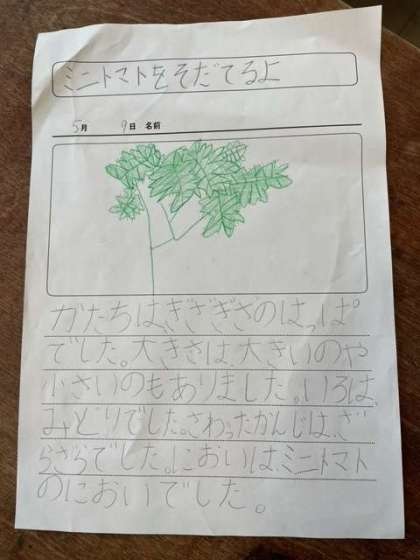 ミニトマトをそだてるよ
5月 9日 名前
かたちは、ぎざぎざのはっぱ
でした。大きさは、大きいのや
小さいのもありました。いろは、
みどりでした。さわったかんじは、ざ
らざらでした。においは、ミニトマト
のにおいでした。